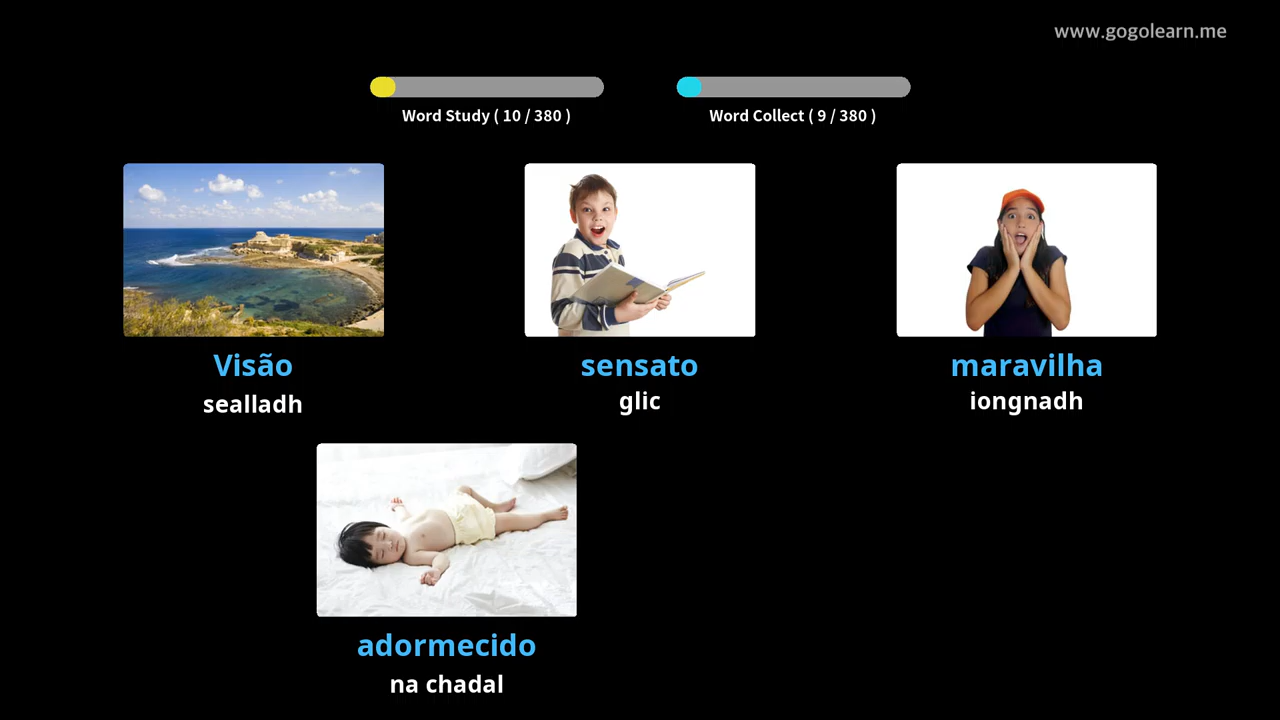 www.gogolearn.me
Word Study ( 10 / 380 )
Word Collect ( 9 / 380 )
Visão
sealladh
sensato
glic
maravilha
iongnadh
adormecido
na chadal